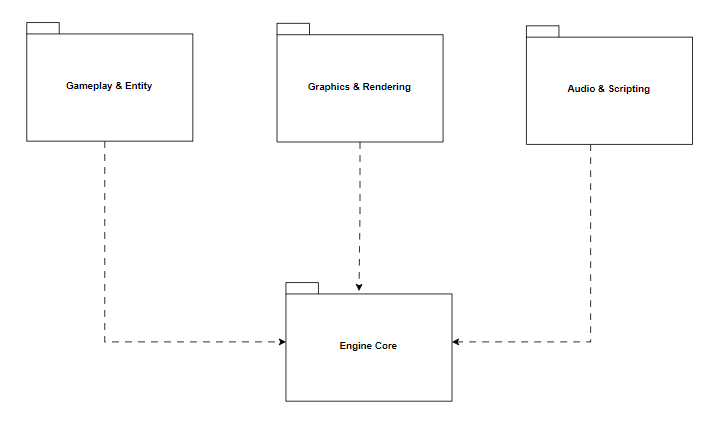 Gameplay & Entity
Graphics & Rendering
Audio & Scripting
Engine Core